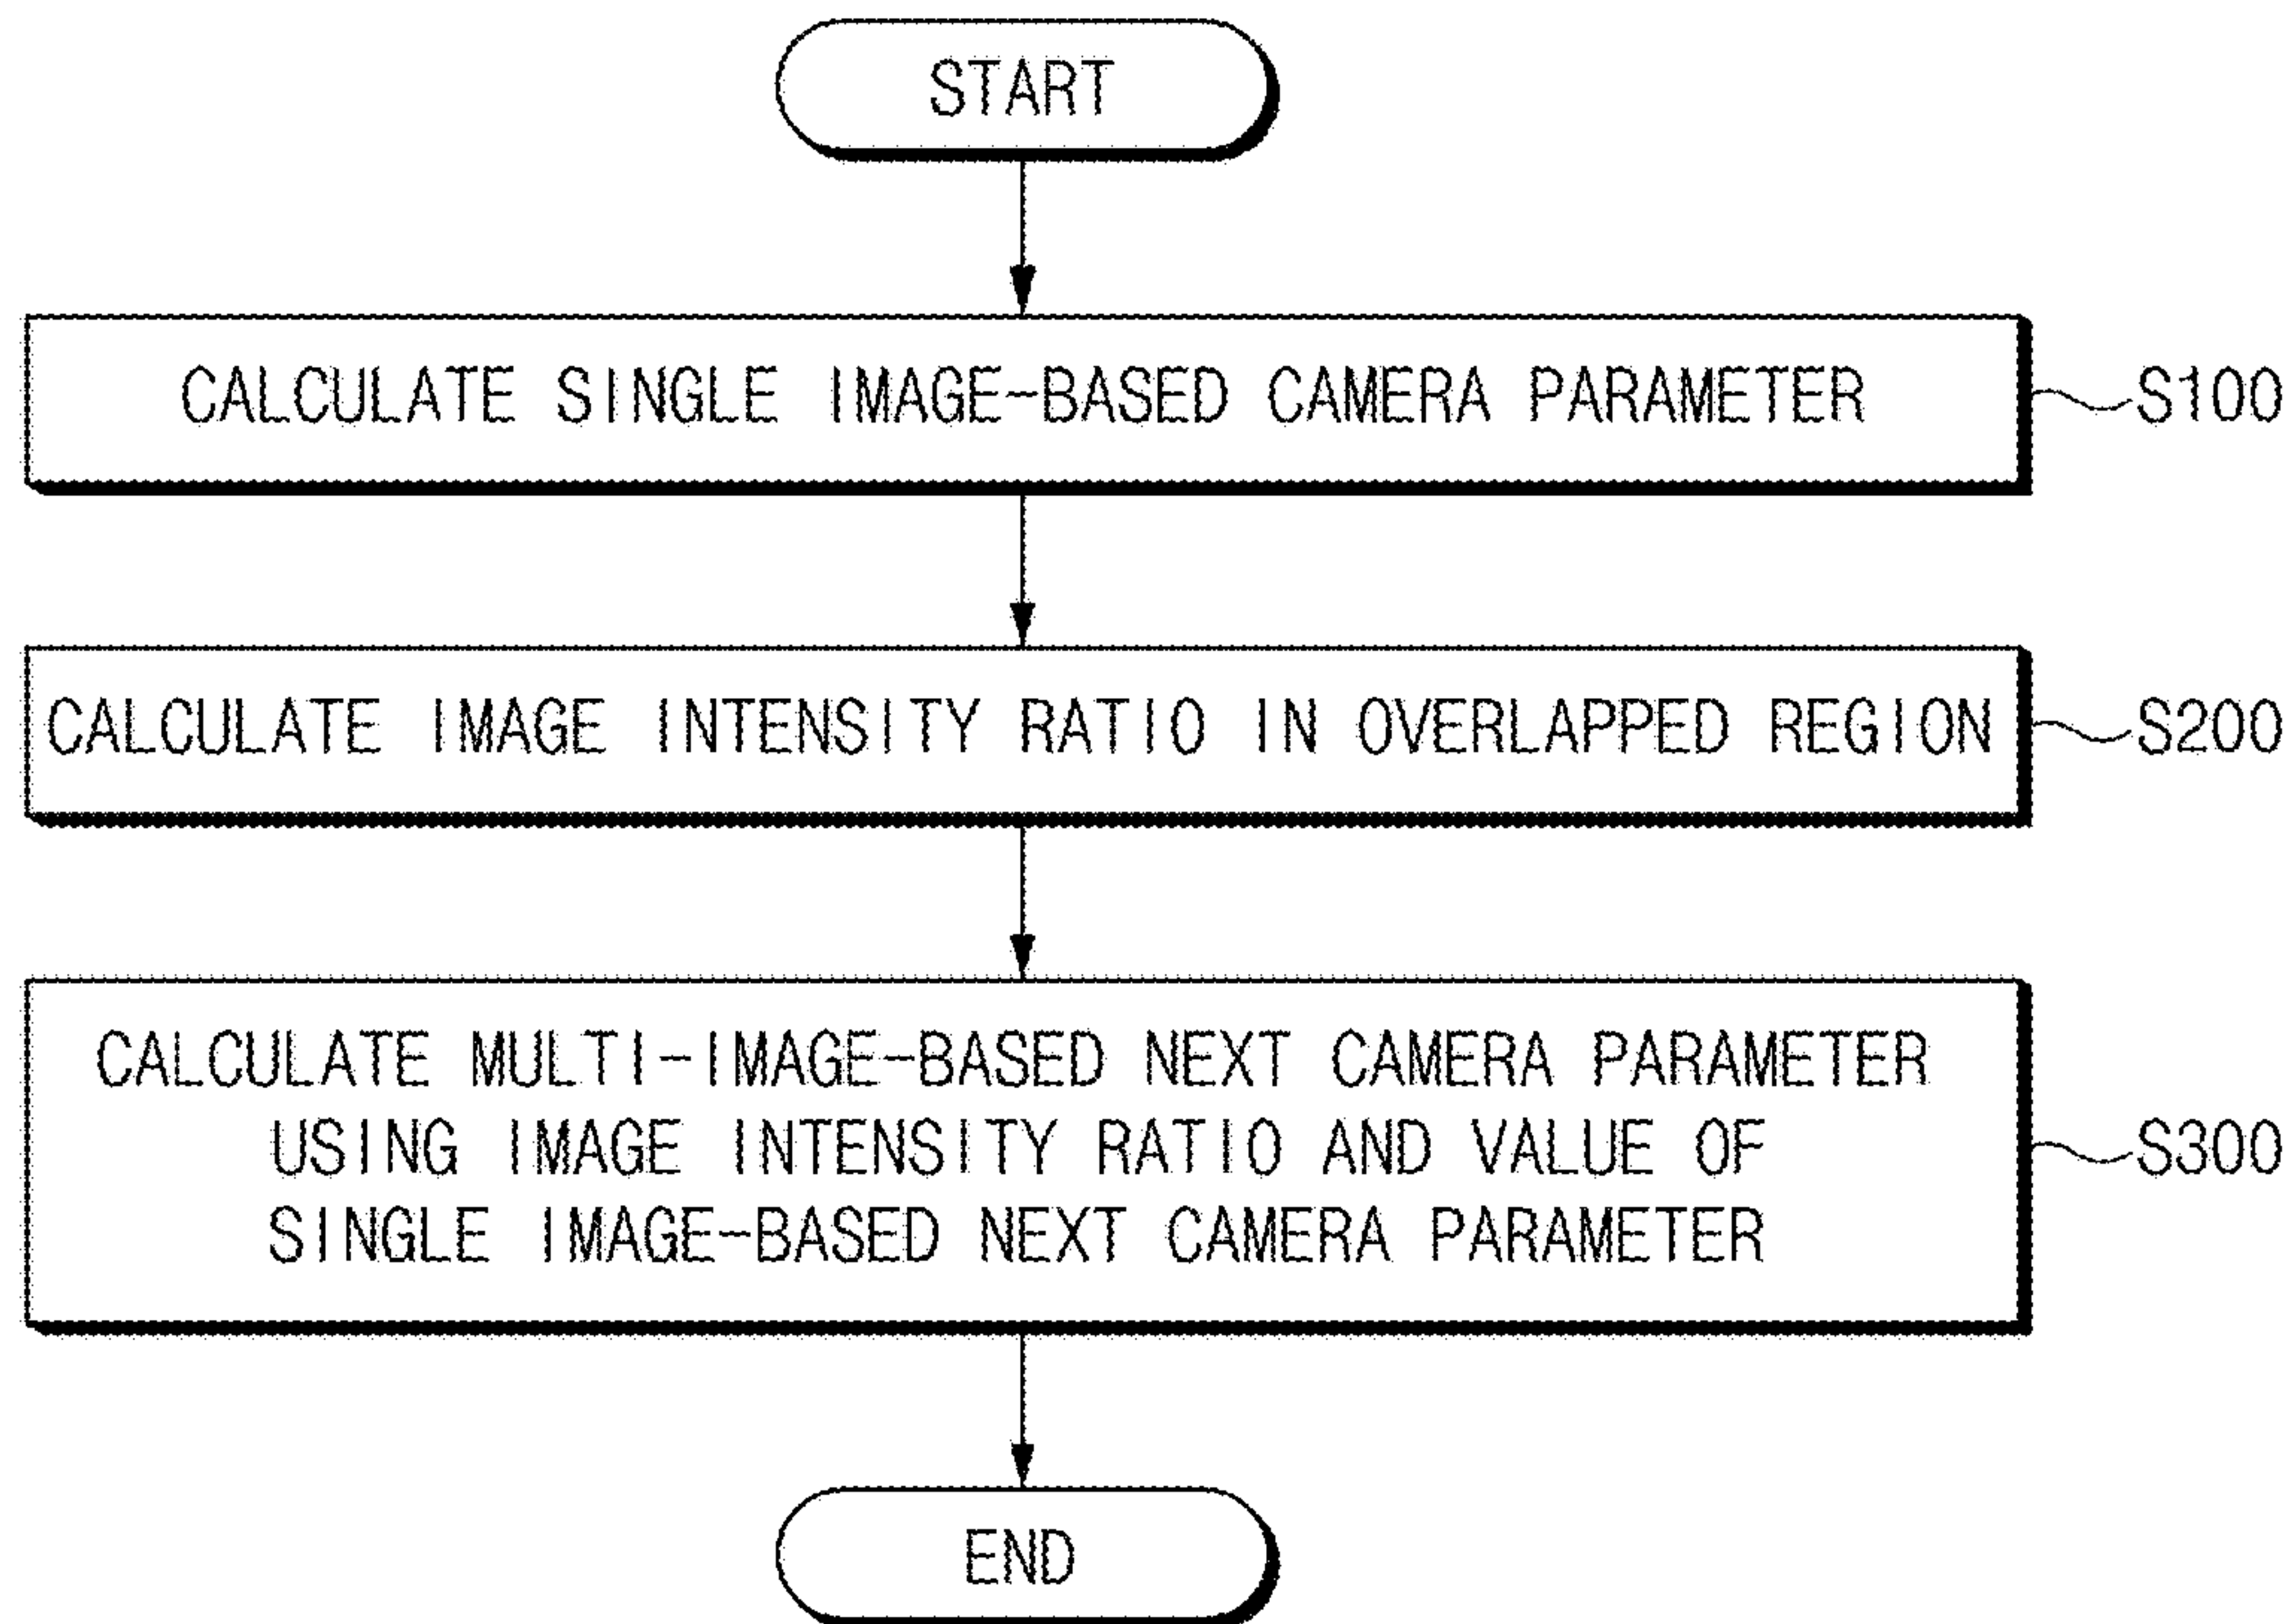 START
CALCULATE SINGLE IMAGE-BASED CAMERA PARAMETER
S100
CALCULATE IMAGE INTENSITY RATIO IN OVERLAPPED REGION
S200
CALCULATE MULTI-IMAGE-BASED NEXT CAMERA PARAMETER
USING IMAGE INTENSITY RATIO AND VALUE OF
SINGLE IMAGE-BASED NEXT CAMERA PARAMETER
S300
END